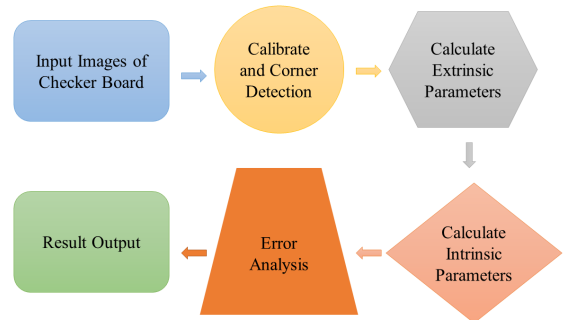 Input Images of
Checker Board
Calibrate
and Corner
Detection
Calculate
Extrinsic
Parameters
Calculate
Intrinsic
Parameters
Error
Analysis
Result Output